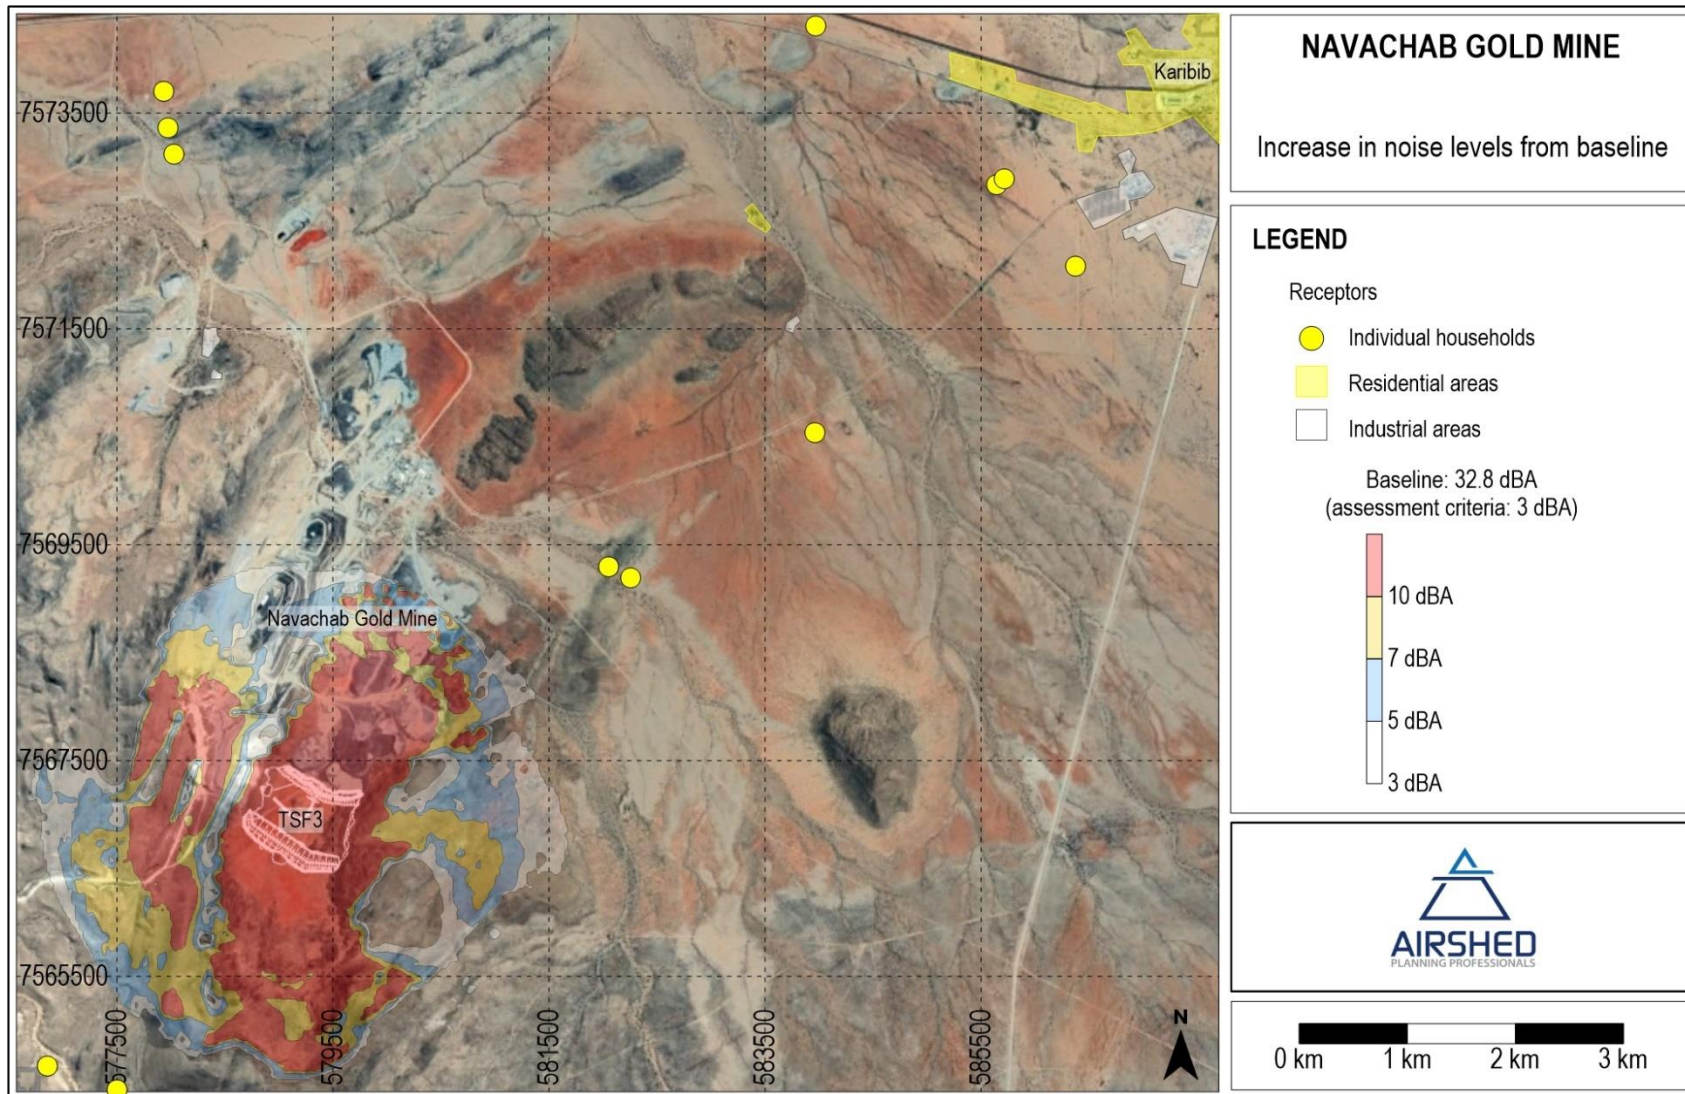 NAVACHAB GOLD MINE
Increase in noise levels from baseline
LEGEND
Receptors
Individual households
Residential areas
Industrial areas
Baseline: 32.8 dBA
(assessment criteria: 3 dBA)
10 dBA
7 dBA
5 dBA
3 dBA
AIRSHED
PLANNING PROFESSIONALS
0 km 1 km 2 km 3 km
Karibib
7573500
7571500
7569500
Navachab Gold Mine
7567500
TSF3
7565500
577500
579500
581500
583500
585500
N